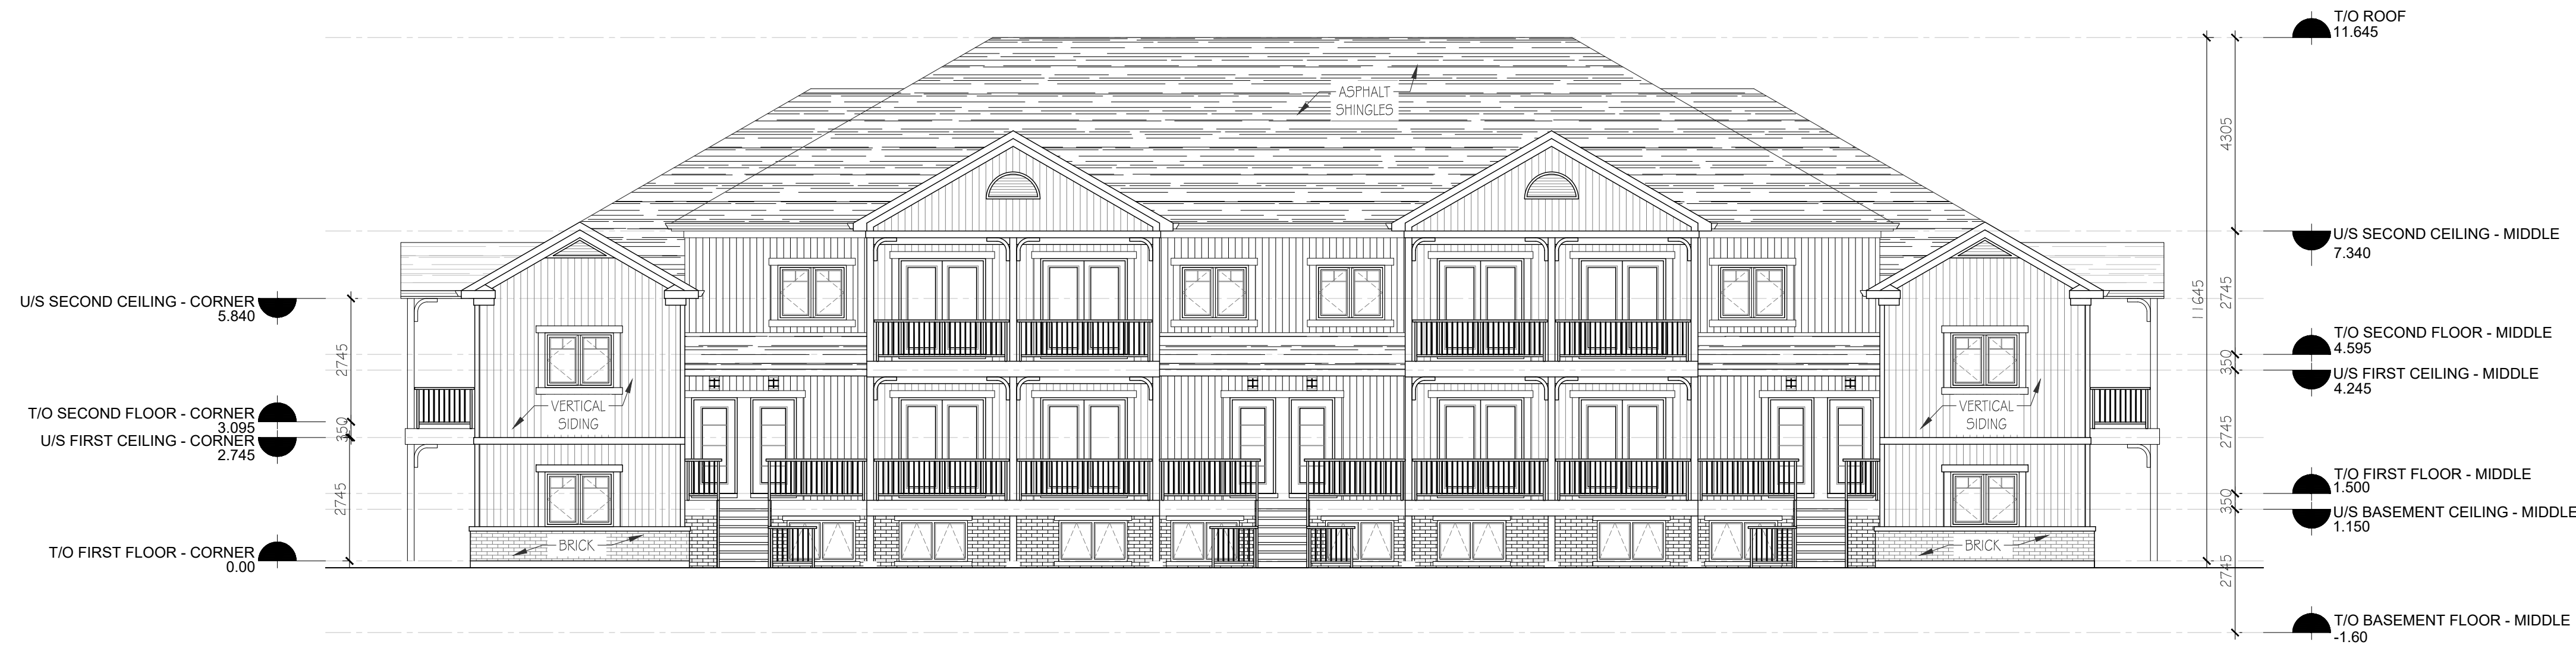 T/O ROOF
11.645
ASPHALT
SHINGLES
4305
U/S SECOND CEILING - MIDDLE
7.340
U/S SECOND CEILING - CORNER
5.840
11645
2745
T/O SECOND FLOOR - MIDDLE
4.595
350
U/S FIRST CEILING - MIDDLE
4.245
2745
T/O SECOND FLOOR - CORNER
3.095
350
U/S FIRST CEILING - CORNER
2.745
VERTICAL
SIDING
VERTICAL
SIDING
2745
T/O FIRST FLOOR - MIDDLE
1.500
350
U/S BASEMENT CEILING - MIDDLE
1.150
2745
T/O FIRST FLOOR - CORNER
0.00
BRICK
BRICK
2745
T/O BASEMENT FLOOR - MIDDLE
-1.60